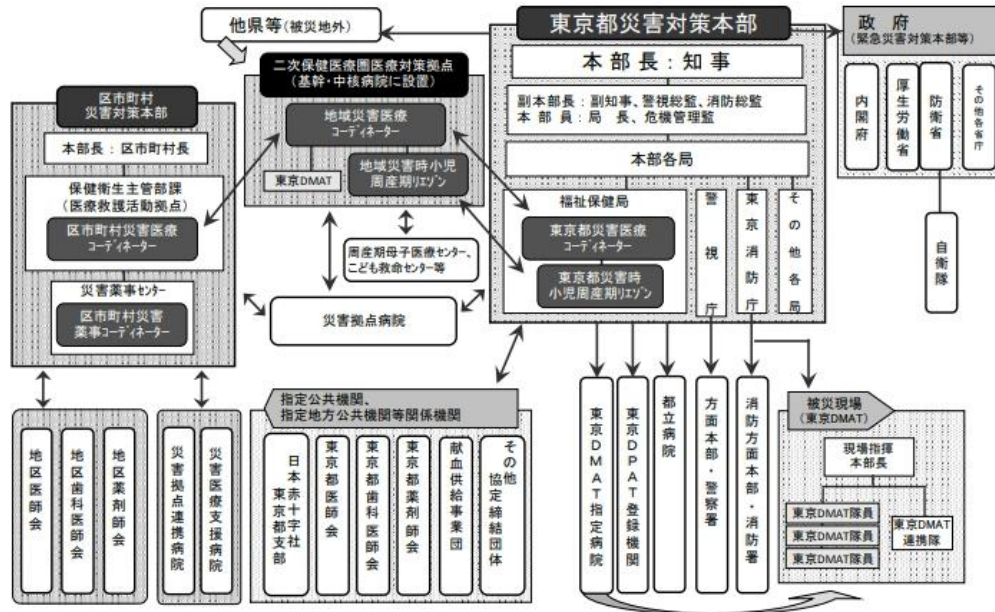 他県等(被災地外)
東京都災害対策本部
本部長:知事
副本部長:副知事、警視総監、消防総監
本 部 員:局 長、危機管理監
本部各局
福祉保健局
東京都災害医療
コーディネーター
東京都災害時
小児周産期リエゾン
警視庁
東京消防庁
その他各局
政 府
(緊急災害対策本部等)
内閣府
厚生労働省
防衛省
その他各省庁
自衛隊
二次保健医療圏医療対策拠点
(基幹・中核病院に設置)
地域災害医療
コーディネーター
東京DMAT
地域災害時小児
周産期リエゾン
周産期母子医療センター、
こども救命センター等
災害拠点病院
区市町村
災害対策本部
本部長:区市町村長
保健衛生主管部課
(医療救護活動拠点)
区市町村災害医療
コーディネーター
災害薬事センター
区市町村災害
薬事コーディネーター
地区医師会
地区歯科医師会
地区薬剤師会
災害拠点連携病院
災害医療支援病院
指定公共機関、
指定地方公共機関等関係機関
日本赤十字社
東京都支部
東京都医師会
東京都歯科医師会
東京都薬剤師会
献血供給事業団
その他
協定締結団体
東京DMAT指定病院
東京DPAT登録機関
都立病院
方面本部・警察署
消防方面本部・消防署
被災現場
(東京DMAT)
現場指揮
本部長
東京DMAT隊員
東京DMAT隊員
東京DMAT隊員
東京DMAT
連携隊